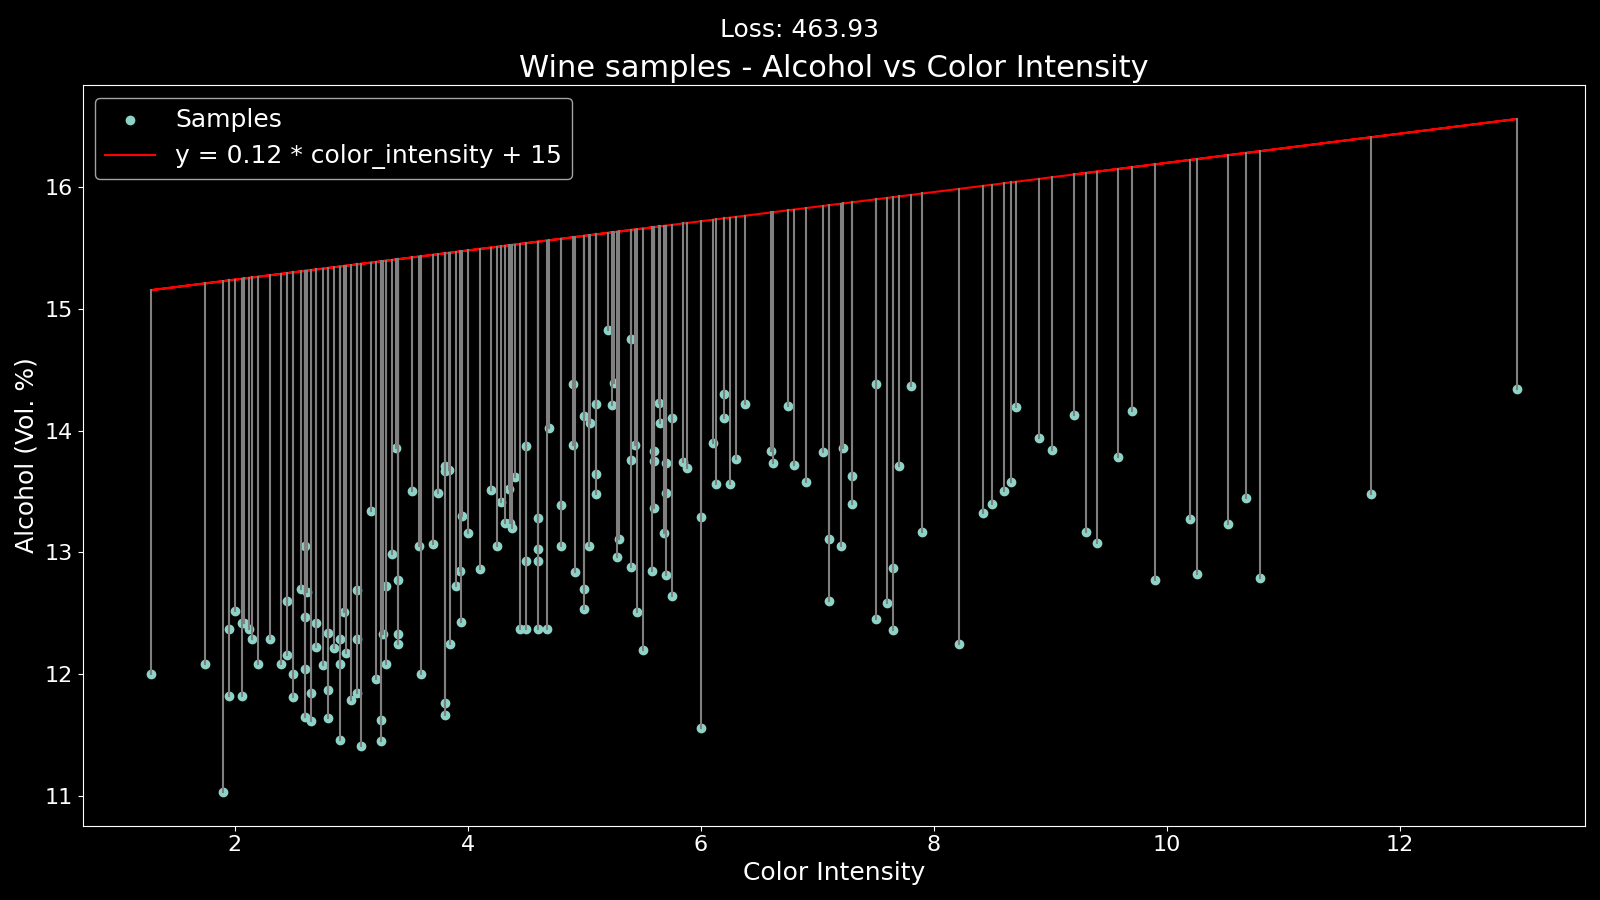 Loss: 463.93
Wine samples - Alcohol vs Color Intensity
Samples
y = 0.12 * color_intensity + 15
Alcohol (Vol. %)
16
15
14
13
12
11
2 4 6 8 10 12
Color Intensity